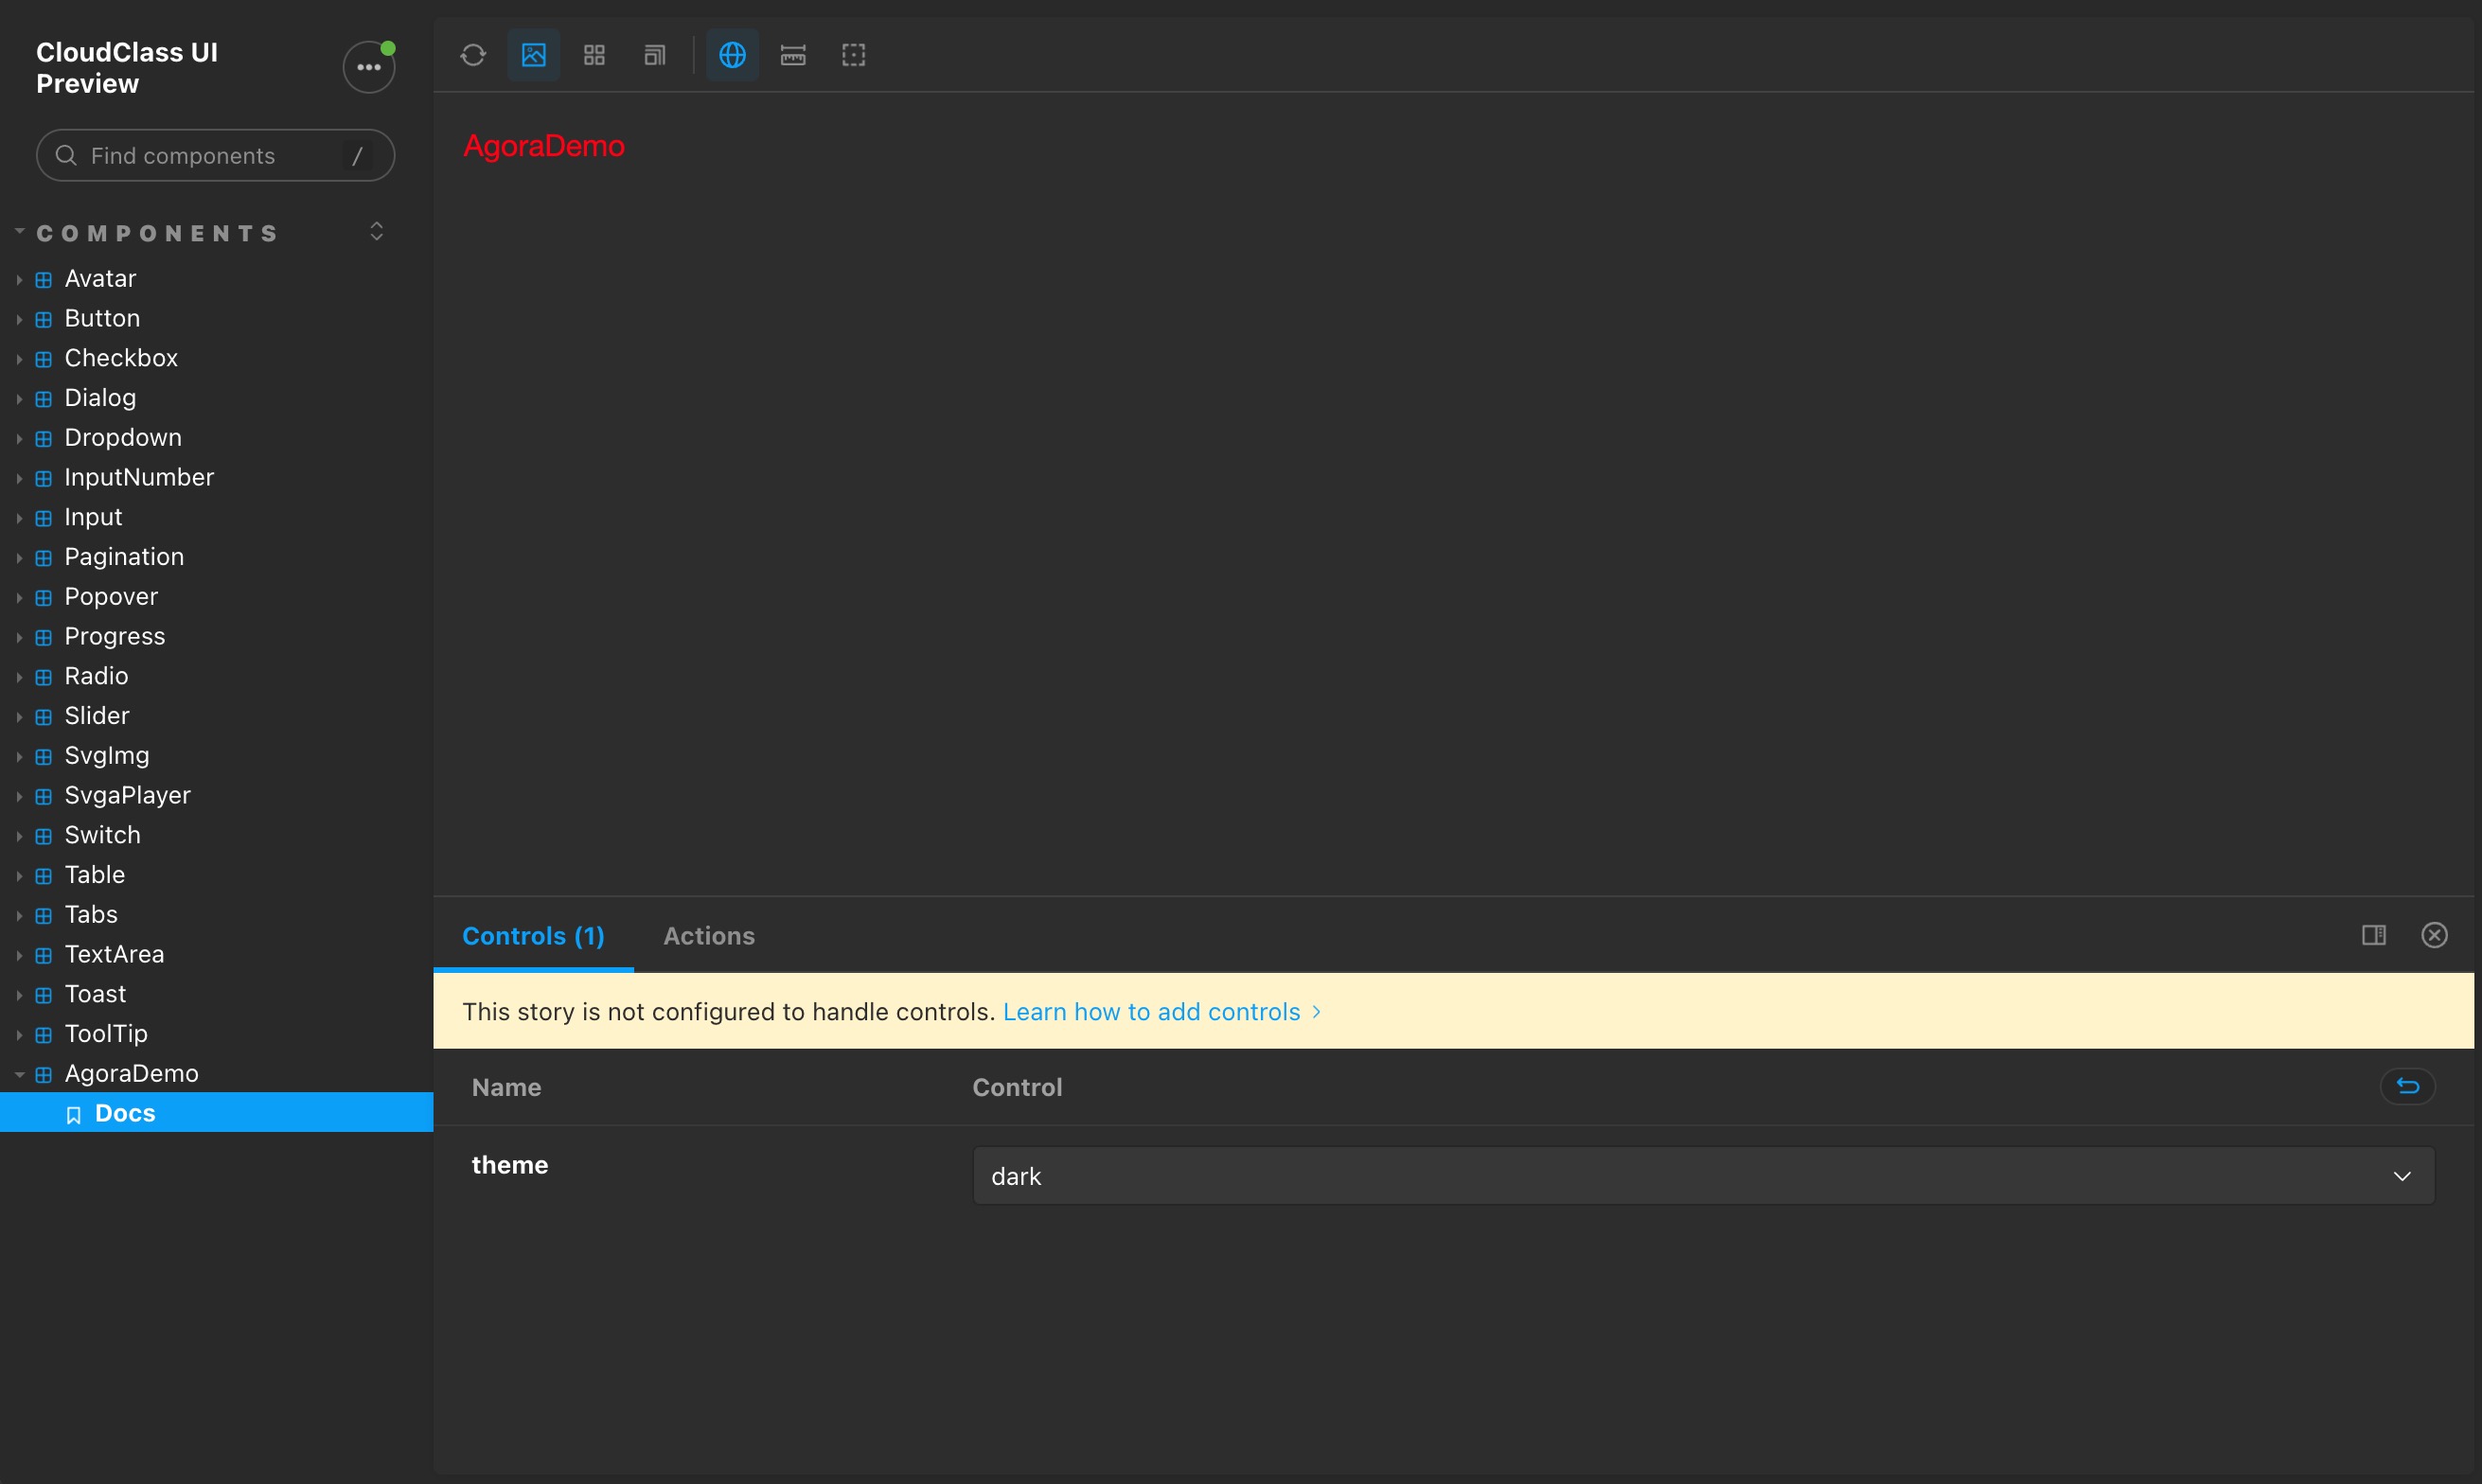 CloudClass UI
Preview
Find components /
COMPONENTS
Avatar
Button
Checkbox
Dialog
Dropdown
InputNumber
Input
Pagination
Popover
Progress
Radio
Slider
SvgImg
SvgaPlayer
Switch
Table
Tabs
TextArea
Toast
ToolTip
AgoraDemo
Docs
AgoraDemo
Controls (1) Actions
This story is not configured to handle controls. Learn how to add controls
Name Control
theme dark